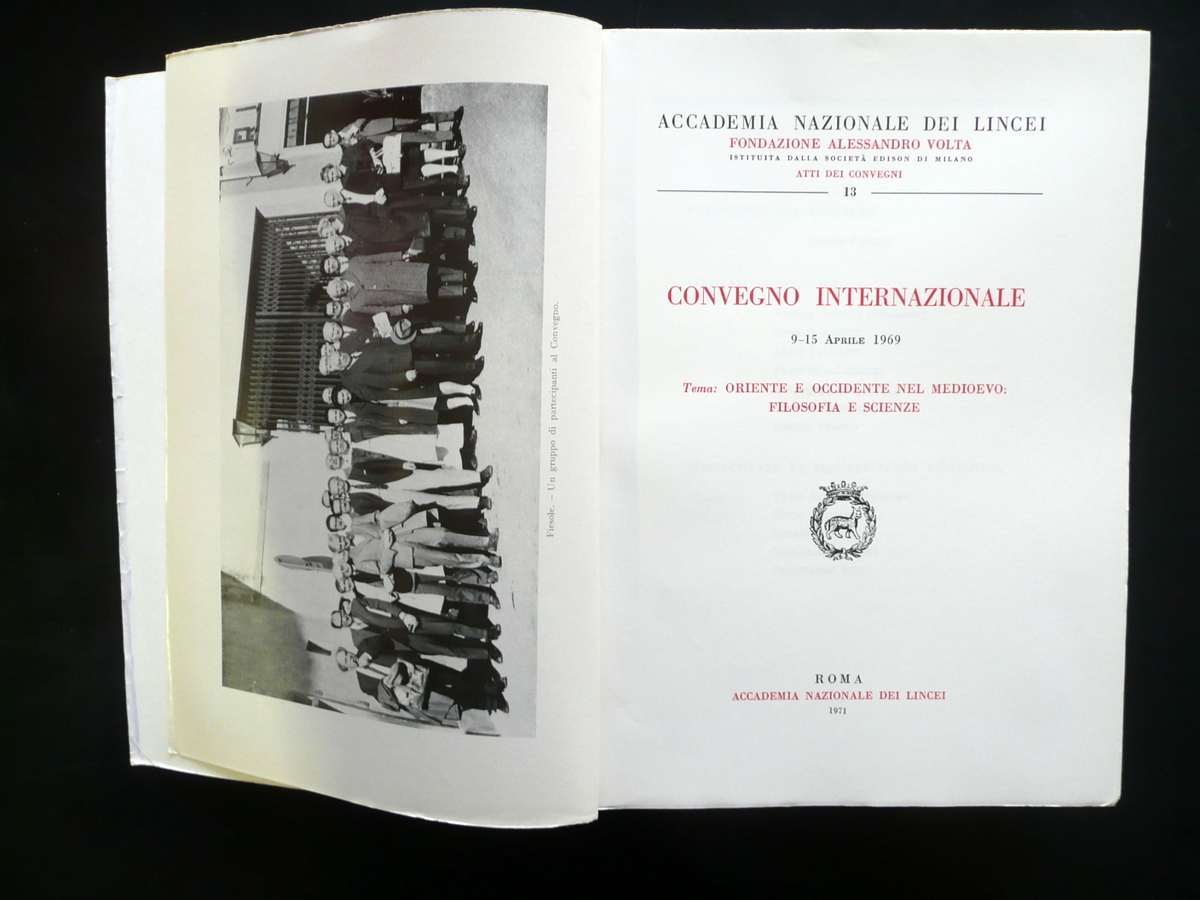 Fiesole. – Un gruppo di partecipanti al Convegno.
ACCADEMIA NAZIONALE DEI LINCEI
FONDAZIONE ALESSANDRO VOLTA
ISTITUITA DALLA SOCIETÀ EDISON DI MILANO
ATTI DEI CONVEGNI
13
CONVEGNO INTERNAZIONALE
9–15 APRILE 1969
Tema: ORIENTE E OCCIDENTE NEL MEDIOEVO:
FILOSOFIA E SCIENZE
ROMA
ACCADEMIA NAZIONALE DEI LINCEI
1971